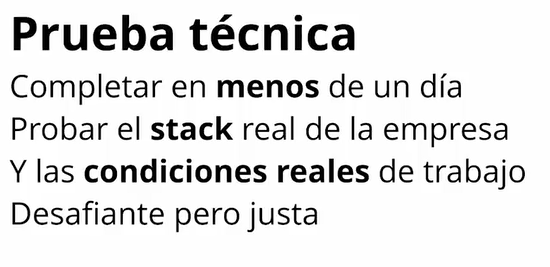 Prueba técnica
Completar en menos de un día
Probar el stack real de la empresa
Y las condiciones reales de trabajo
Desafiante pero justa